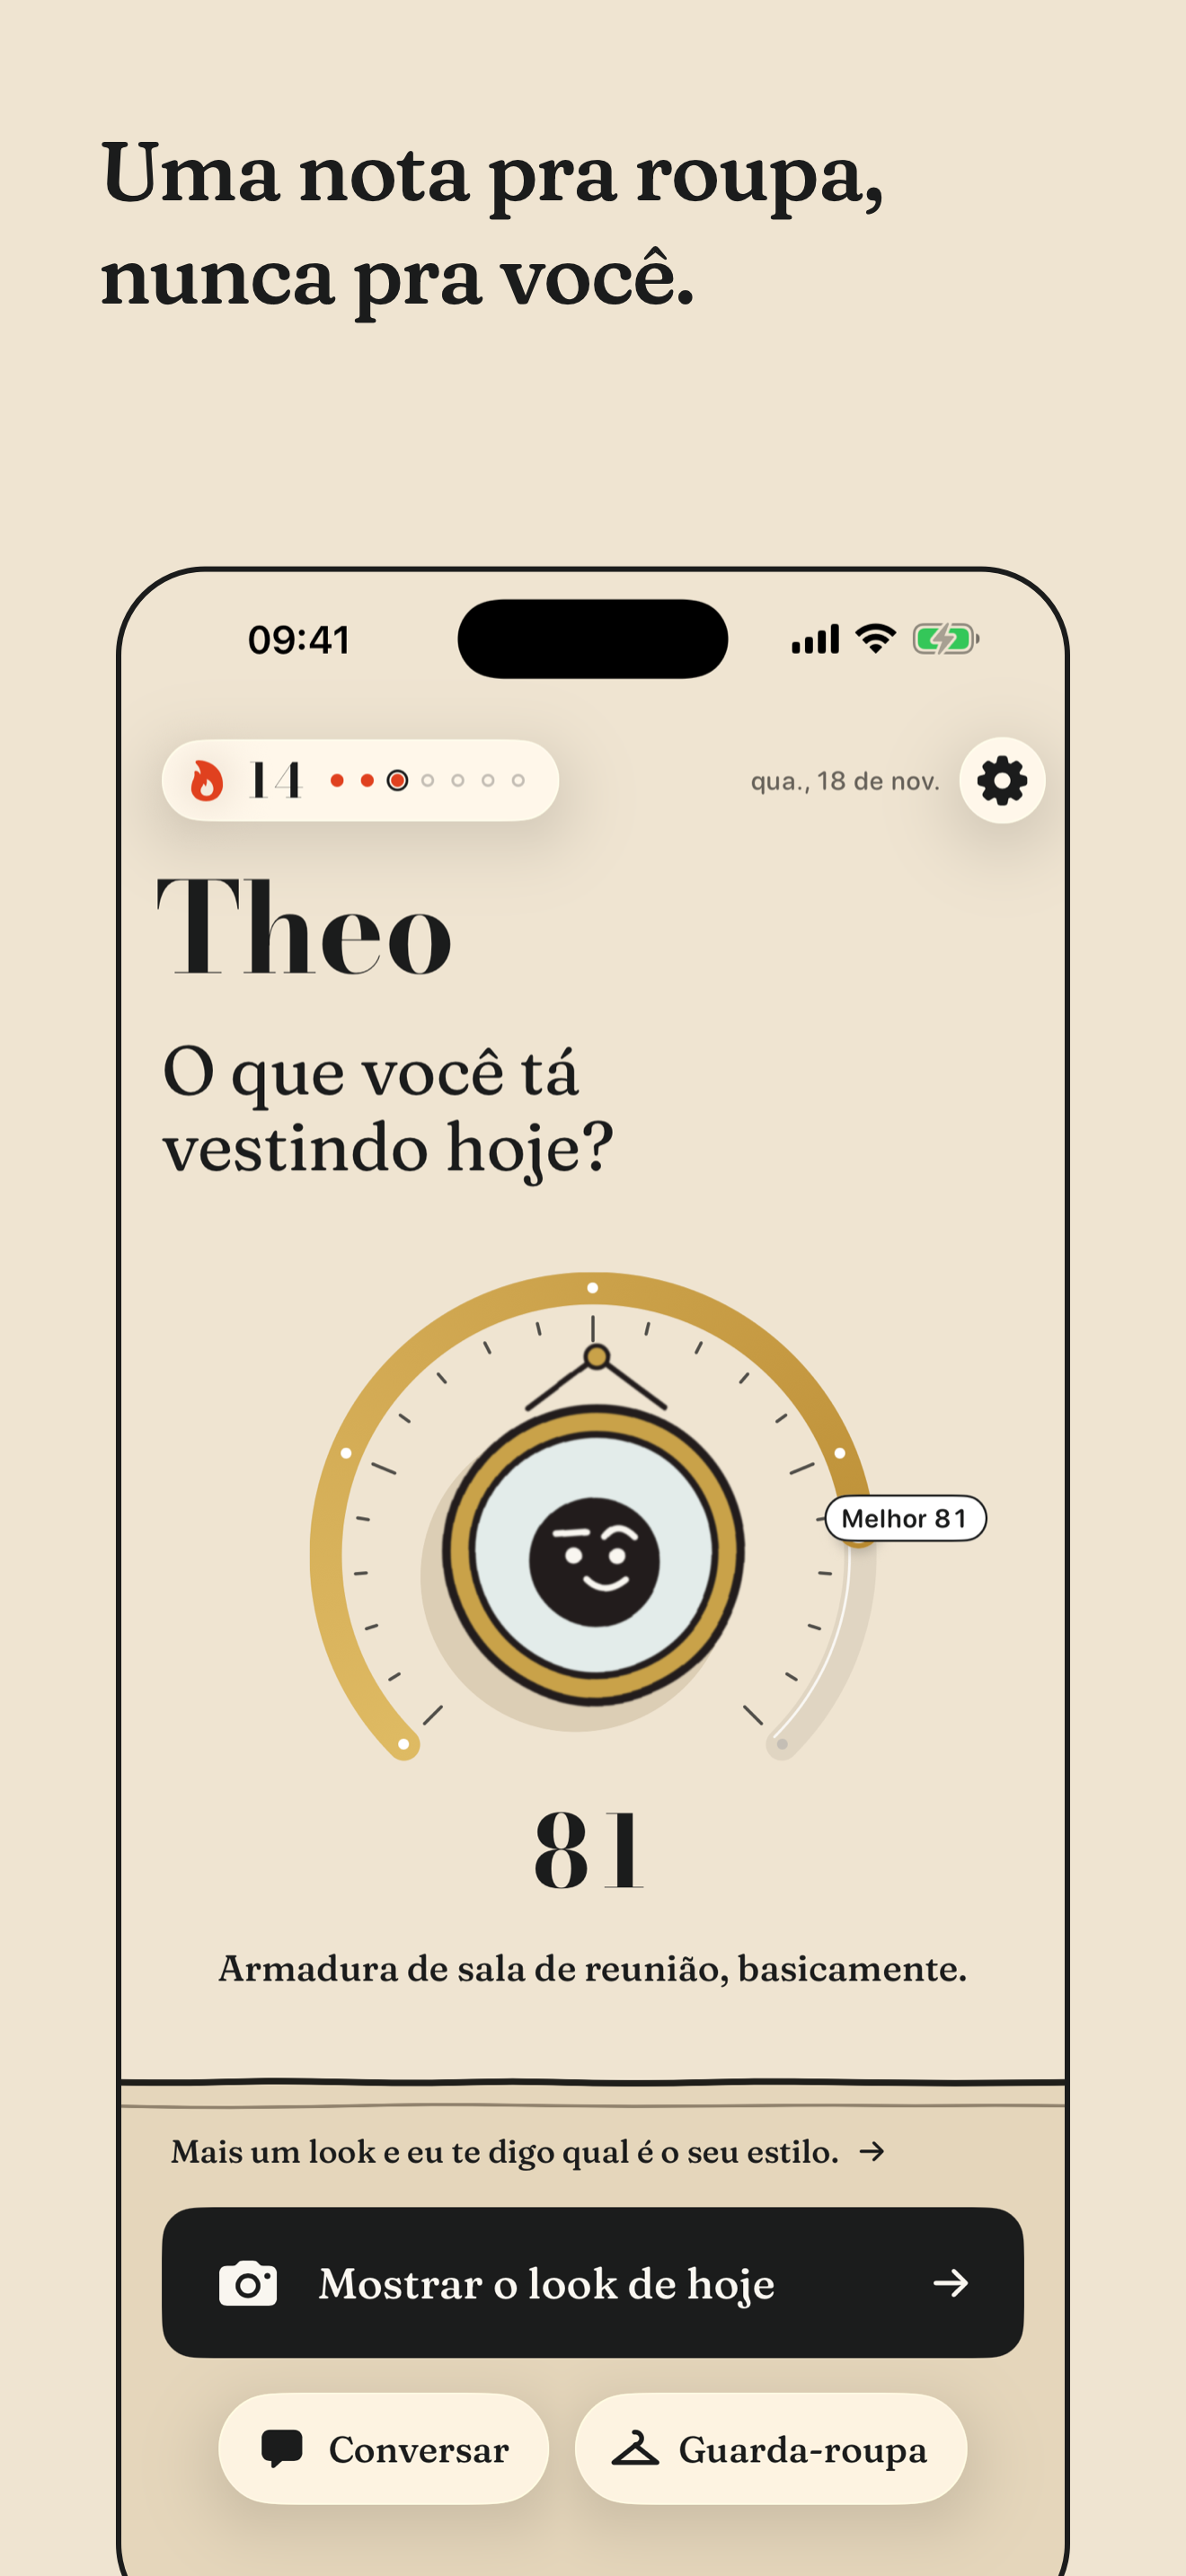 Uma nota pra roupa,
nunca pra você.
09:41
14
qua., 18 de nov.
Theo
O que você tá
vestindo hoje?
Melhor 81
81
Armadura de sala de reunião, basicamente.
Mais um look e eu te digo qual é o seu estilo. →
Mostrar o look de hoje →
Conversar
Guarda-roupa